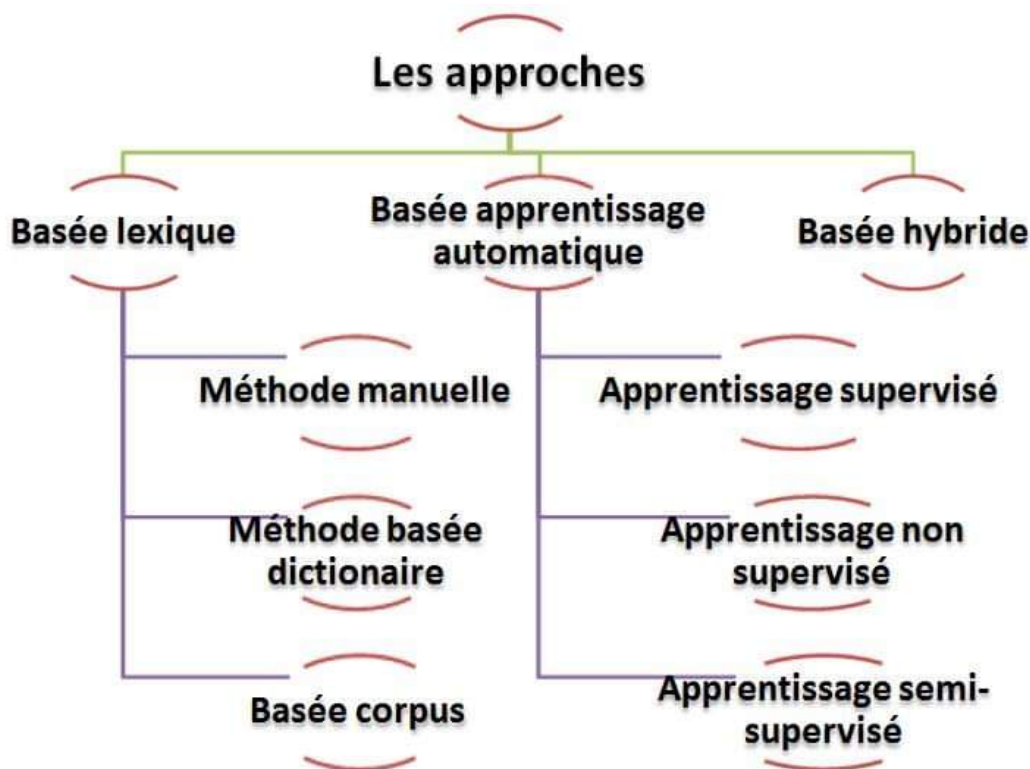 Les approches
Basée lexique
Basée apprentissage
automatique
Basée hybride
Méthode manuelle
Méthode basée
dictionaire
Basée corpus
Apprentissage supervisé
Apprentissage non
supervisé
Apprentissage semi-
supervisé